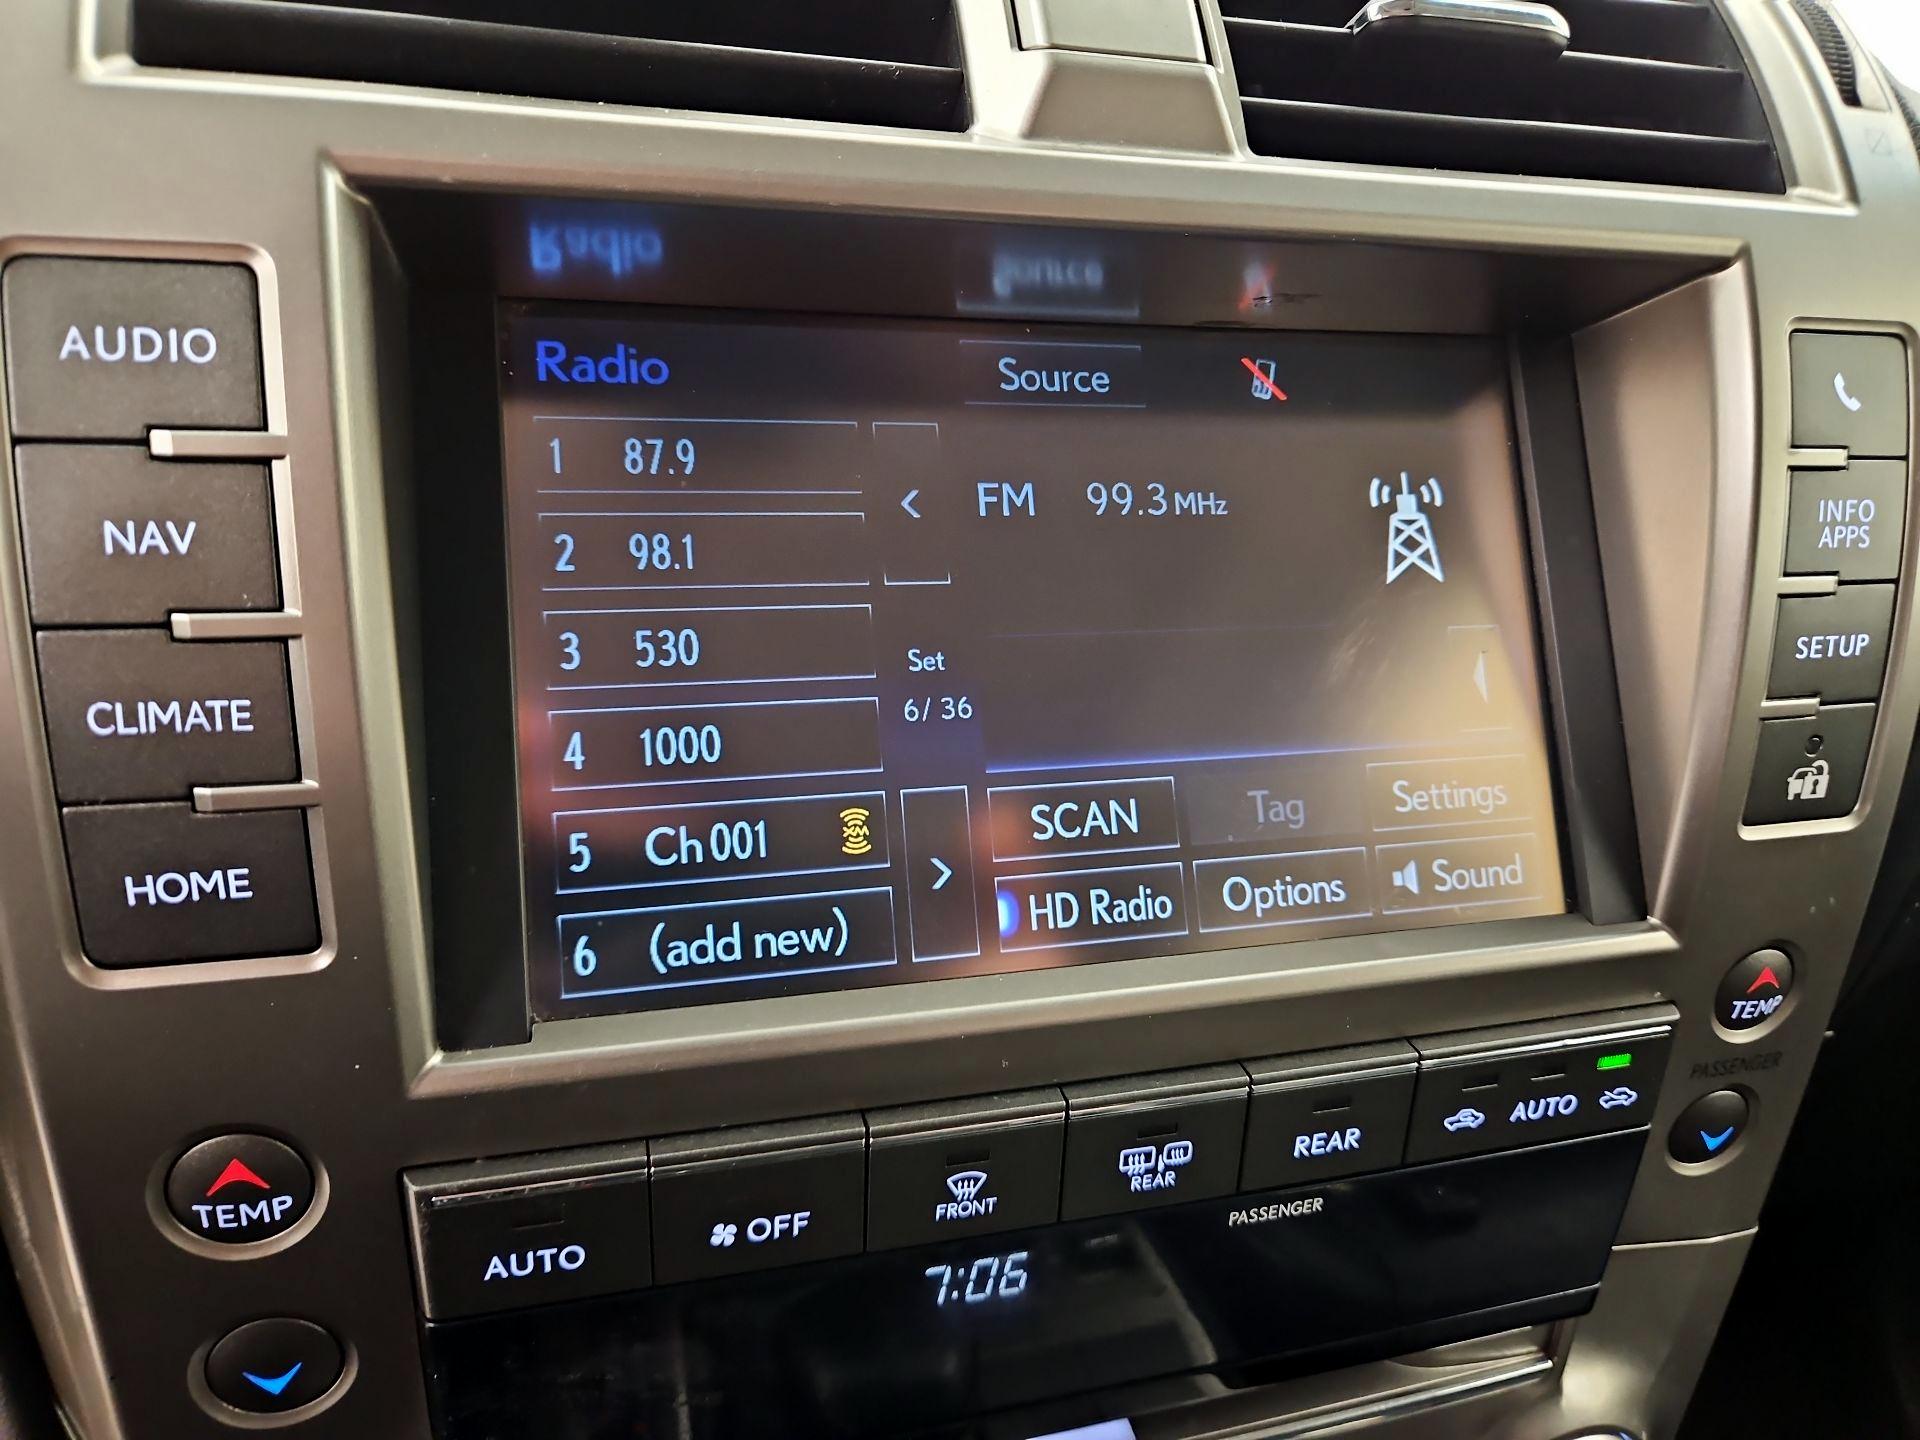 Radio
Source
1 87.9
2 98.1
3 530
4 1000
5 Ch 001 XM
6 (add new)
FM 99.3 MHz
Set
6/ 36
SCAN
Tag
Settings
HD Radio
Options
Sound
AUDIO
NAV
CLIMATE
HOME
INFO
APPS
SETUP
TEMP
PASSENGER
TEMP
AUTO
OFF
FRONT
REAR
REAR
AUTO
PASSENGER
7:06